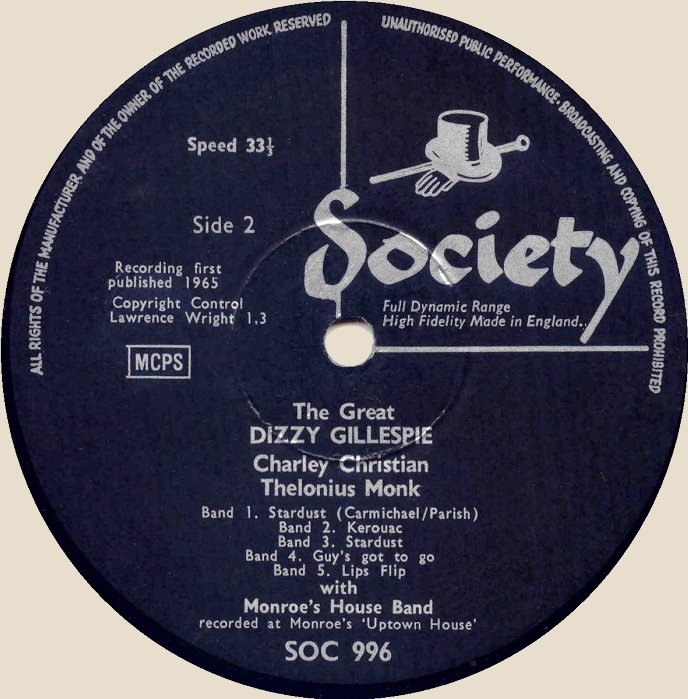 ALL RIGHTS OF THE MANUFACTURER AND OF THE OWNER OF THE RECORDED WORK RESERVED
UNAUTHORISED PUBLIC PERFORMANCE, BROADCASTING AND COPYING OF THIS RECORD PROHIBITED
Speed 33⅓
Side 2
Society
Recording first
published 1965
Copyright Control
Lawrence Wright 1,3
Full Dynamic Range
High Fidelity Made in England..
MCPS
The Great
DIZZY GILLESPIE
Charley Christian
Thelonius Monk
Band 1. Stardust (Carmichael/Parish)
Band 2. Kerouac
Band 3. Stardust
Band 4. Guy's got to go
Band 5. Lips Flip
with
Monroe's House Band
recorded at Monroe's 'Uptown House'
SOC 996